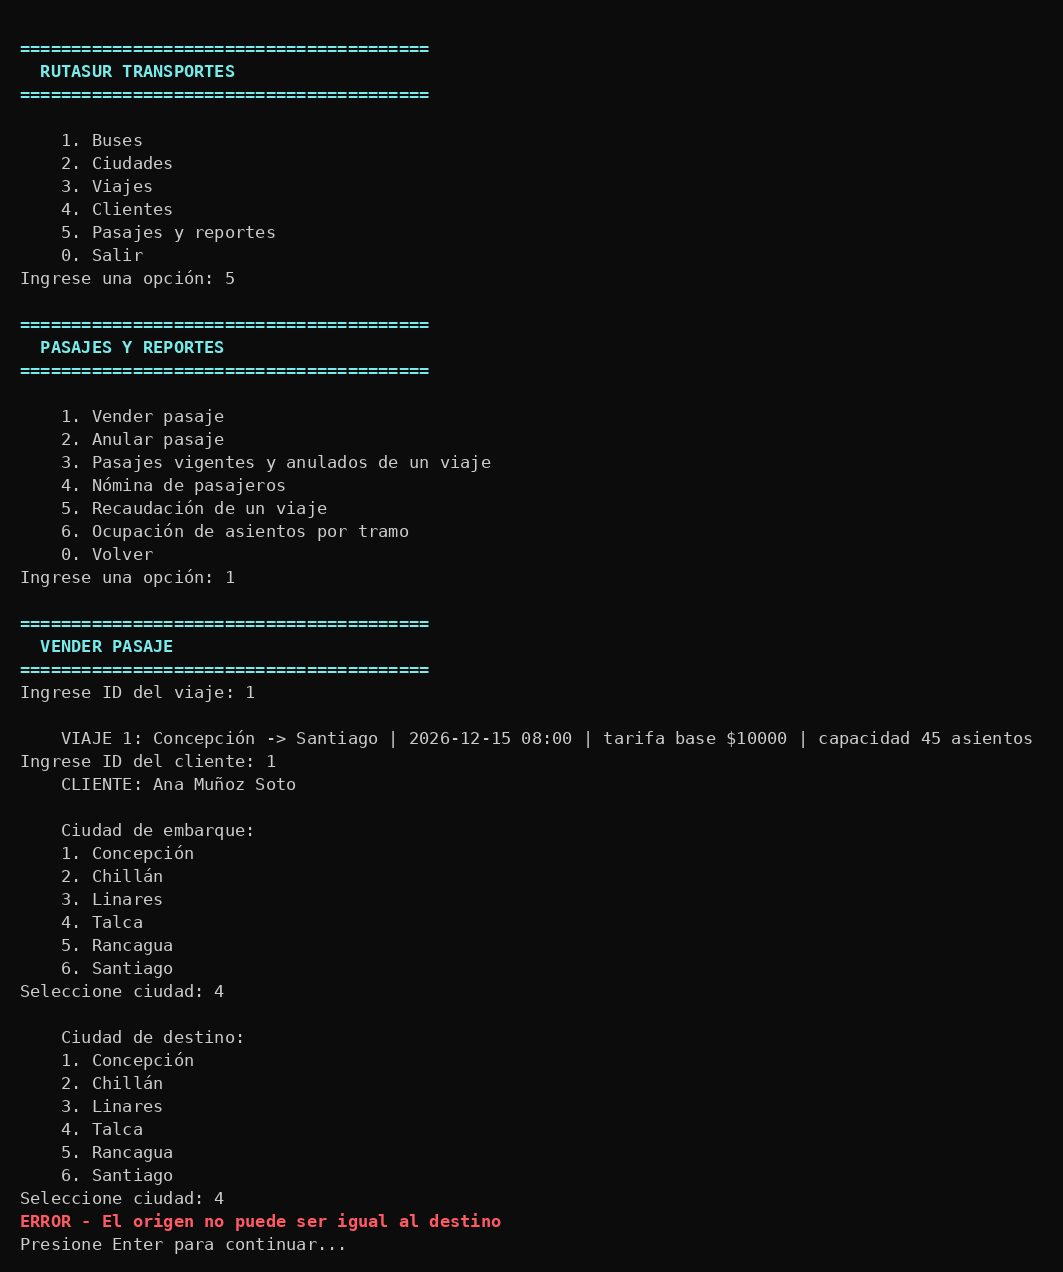 ========================================
  RUTASUR TRANSPORTES
========================================

    1. Buses
    2. Ciudades
    3. Viajes
    4. Clientes
    5. Pasajes y reportes
    0. Salir
Ingrese una opción: 5

========================================
  PASAJES Y REPORTES
========================================

    1. Vender pasaje
    2. Anular pasaje
    3. Pasajes vigentes y anulados de un viaje
    4. Nómina de pasajeros
    5. Recaudación de un viaje
    6. Ocupación de asientos por tramo
    0. Volver
Ingrese una opción: 1

========================================
  VENDER PASAJE
========================================
Ingrese ID del viaje: 1

    VIAJE 1: Concepción -> Santiago | 2026-12-15 08:00 | tarifa base $10000 | capacidad 45 asientos
Ingrese ID del cliente: 1
    CLIENTE: Ana Muñoz Soto

    Ciudad de embarque:
    1. Concepción
    2. Chillán
    3. Linares
    4. Talca
    5. Rancagua
    6. Santiago
Seleccione ciudad: 4

    Ciudad de destino:
    1. Concepción
    2. Chillán
    3. Linares
    4. Talca
    5. Rancagua
    6. Santiago
Seleccione ciudad: 4
ERROR - El origen no puede ser igual al destino
Presione Enter para continuar...